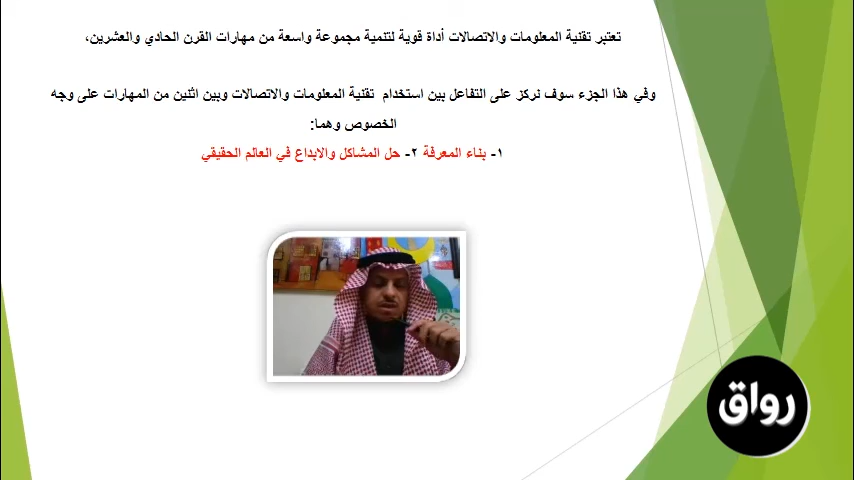 تعتبر تقنية المعلومات والاتصالات أداة قوية لتنمية مجموعة واسعة من مهارات القرن الحادي والعشرين،
وفي هذا الجزء سوف نركز على التفاعل بين استخدام تقنية المعلومات والاتصالات وبين اثنين من المهارات على وجه
الخصوص وهما:
١- بناء المعرفة ٢- حل المشاكل والابداع في العالم الحقيقي
رواق